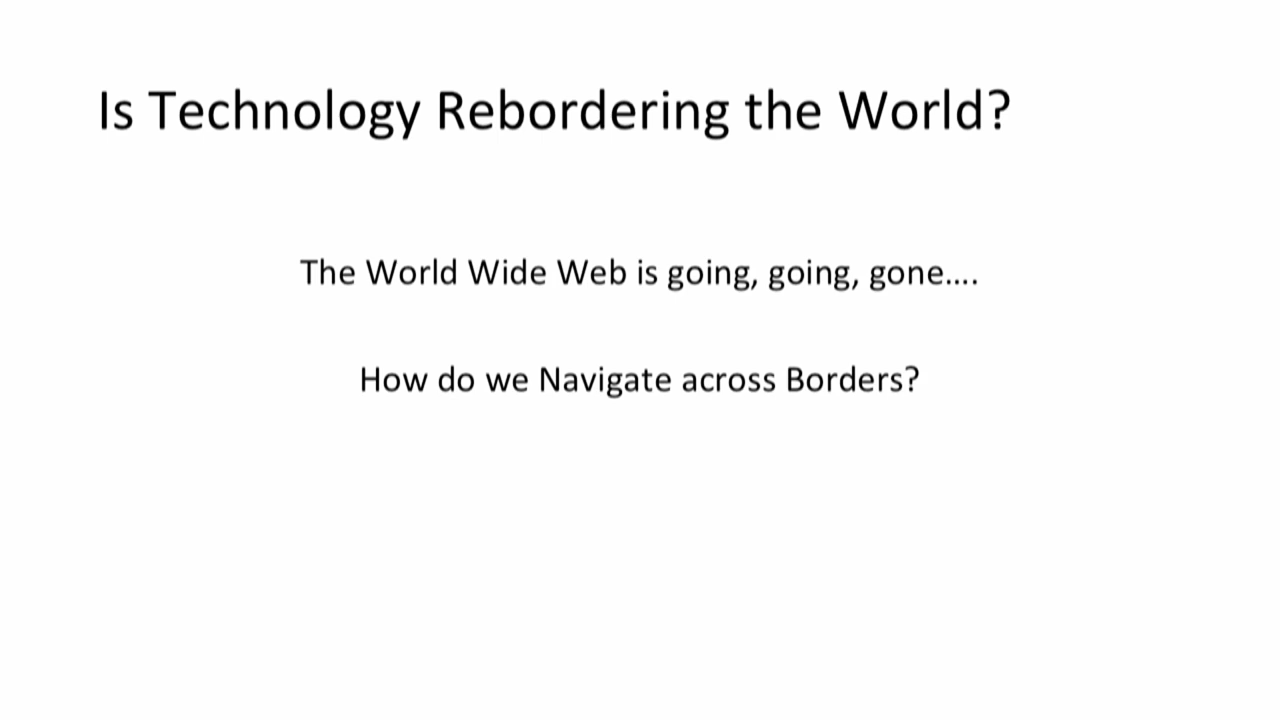 Is Technology Rebordering the World?
The World Wide Web is going, going, gone....
How do we Navigate across Borders?